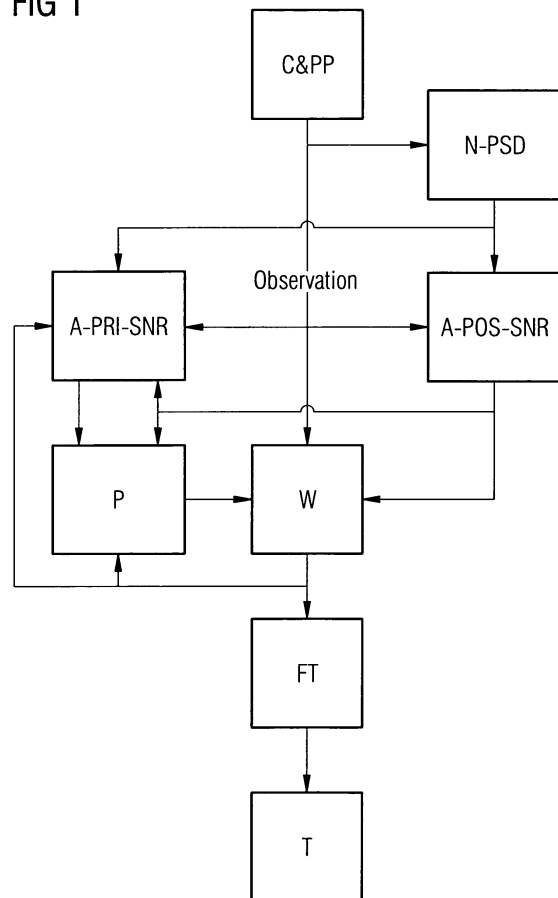 FIG 1
C&PP
N-PSD
Observation
A-PRI-SNR
A-POS-SNR
P
W
FT
T